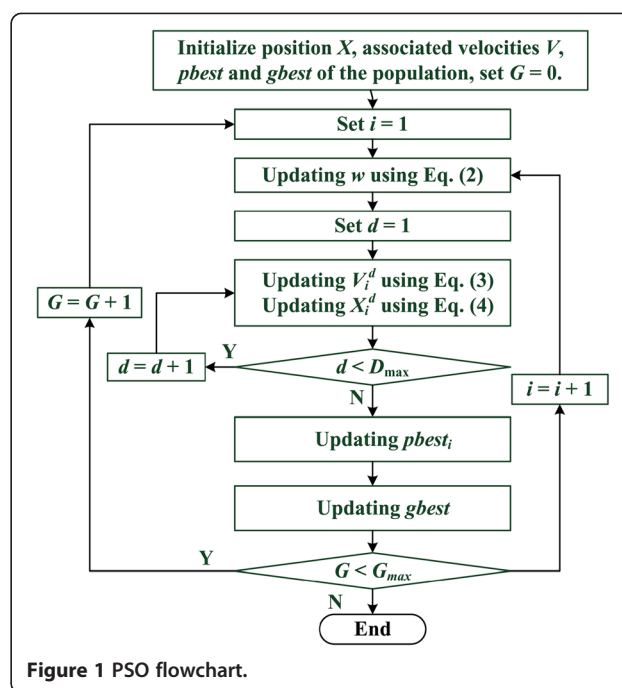 Initialize position X, associated velocities V,
pbest and gbest of the population, set G = 0.
Set i = 1
Updating w using Eq. (2)
Set d = 1
Updating V_i^d using Eq. (3)
Updating X_i^d using Eq. (4)
G = G + 1
Y
d = d + 1
d < D_max
i = i + 1
N
Updating pbest_i
Updating gbest
Y
G < G_max
N
End
Figure 1 PSO flowchart.